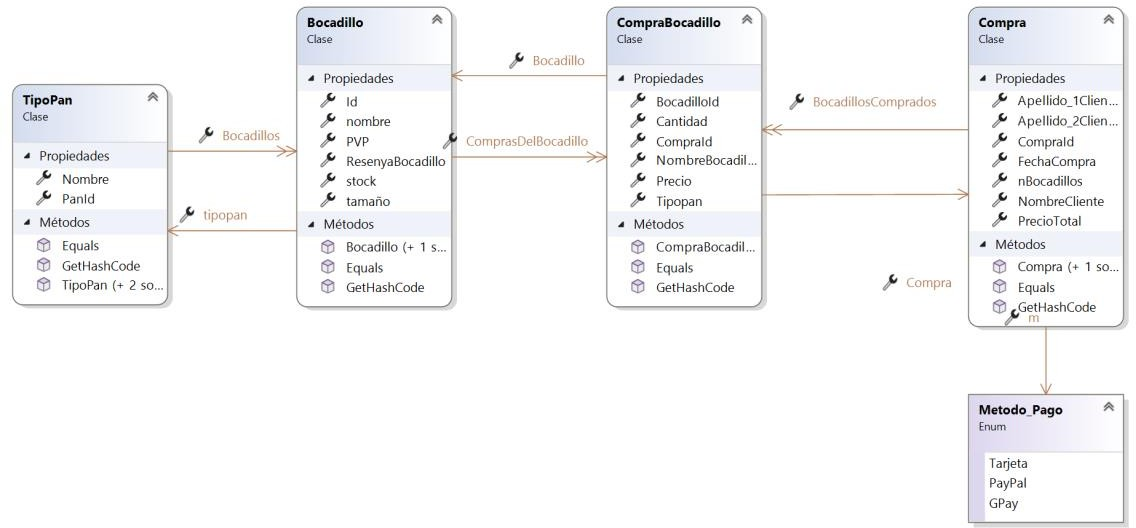 TipoPan
Clase
Propiedades
Nombre
PanId
Métodos
Equals
GetHashCode
TipoPan (+ 2 so...
Bocadillos
tipopan
Bocadillo
Clase
Propiedades
Id
nombre
PVP
ResenyaBocadillo
stock
tamaño
Métodos
Bocadillo (+ 1 s...
Equals
GetHashCode
Bocadillo
ComprasDelBocadillo
CompraBocadillo
Clase
Propiedades
BocadilloId
Cantidad
CompraId
NombreBocadil...
Precio
Tipopan
Métodos
CompraBocadil...
Equals
GetHashCode
BocadillosComprados
Compra
Compra
Clase
Propiedades
Apellido_1Clien...
Apellido_2Clien...
CompraId
FechaCompra
nBocadillos
NombreCliente
PrecioTotal
Métodos
Compra (+ 1 so...
Equals
GetHashCode
m
Metodo_Pago
Enum
Tarjeta
PayPal
GPay